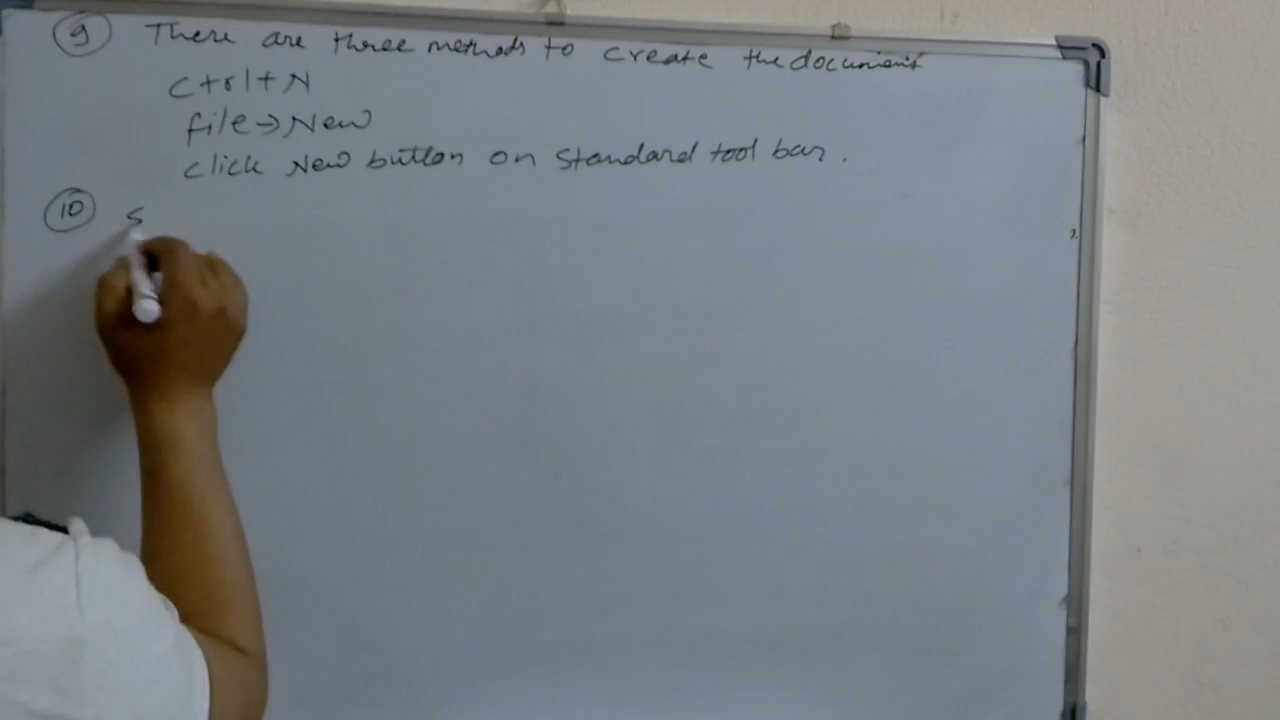 9 There are three methods to create the document
Ctrl+N
file→New
click New button on standard tool bar.
10 S